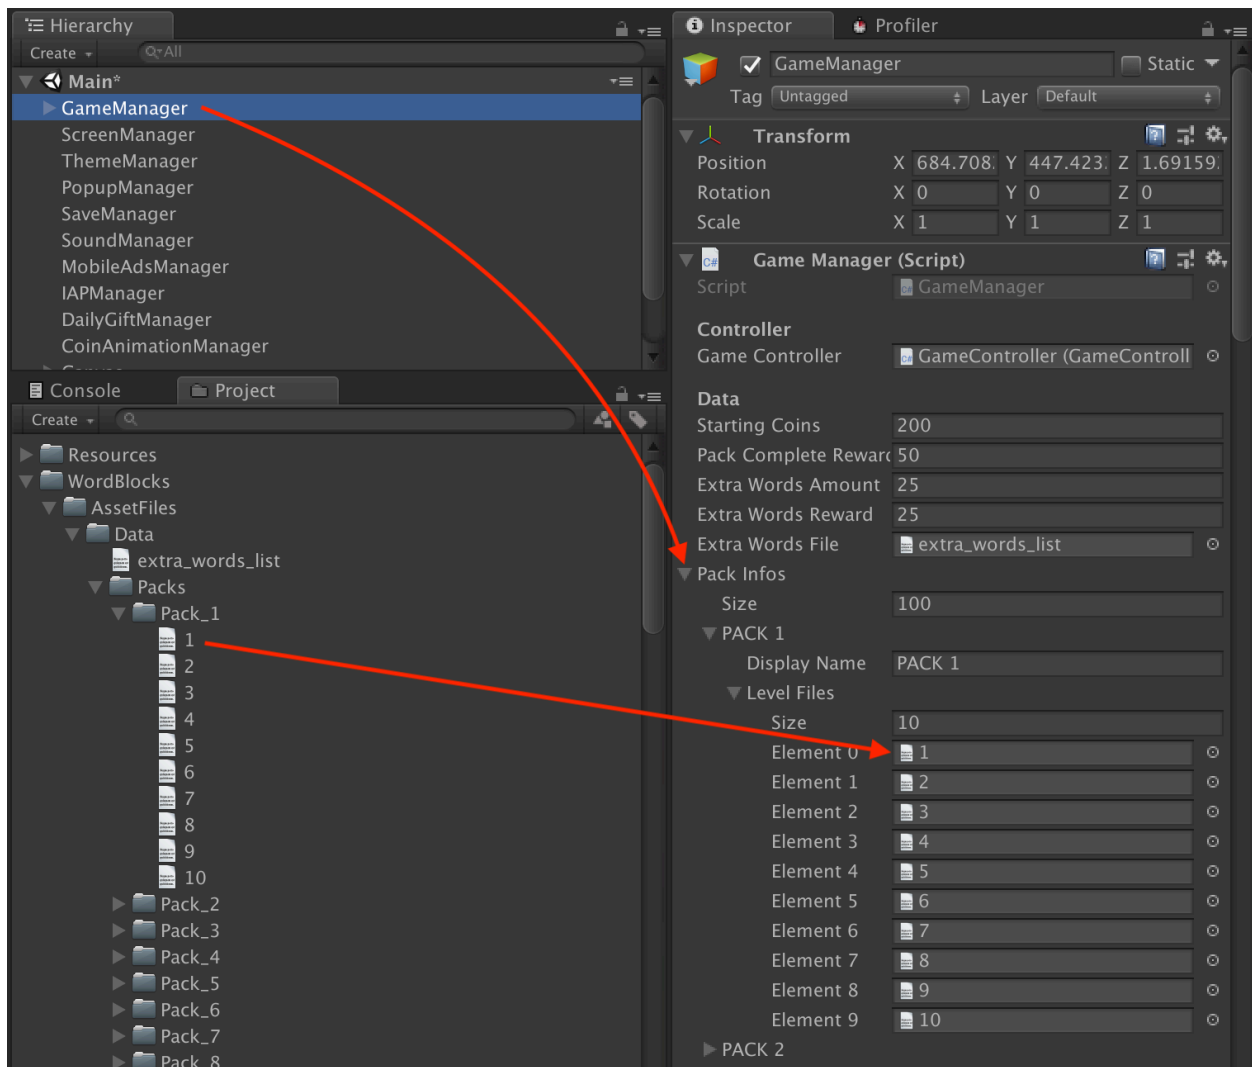 Hierarchy
Create
All
Main*
GameManager
ScreenManager
ThemeManager
PopupManager
SaveManager
SoundManager
MobileAdsManager
IAPManager
DailyGiftManager
CoinAnimationManager
Console Project
Create
Resources
WordBlocks
AssetFiles
Data
extra_words_list
Packs
Pack_1
1
2
3
4
5
6
7
8
9
10
Pack_2
Pack_3
Pack_4
Pack_5
Pack_6
Pack_7
Pack_8
Inspector Profiler
GameManager Static
Tag Untagged Layer Default
Transform
Position X 684.708. Y 447.423. Z 1.69159.
Rotation X 0 Y 0 Z 0
Scale X 1 Y 1 Z 1
C# Game Manager (Script)
Script GameManager
Controller
Game Controller GameController (GameControll
Data
Starting Coins 200
Pack Complete Reward 50
Extra Words Amount 25
Extra Words Reward 25
Extra Words File extra_words_list
Pack Infos
Size 100
PACK 1
Display Name PACK 1
Level Files
Size 10
Element 0 1
Element 1 2
Element 2 3
Element 3 4
Element 4 5
Element 5 6
Element 6 7
Element 7 8
Element 8 9
Element 9 10
PACK 2